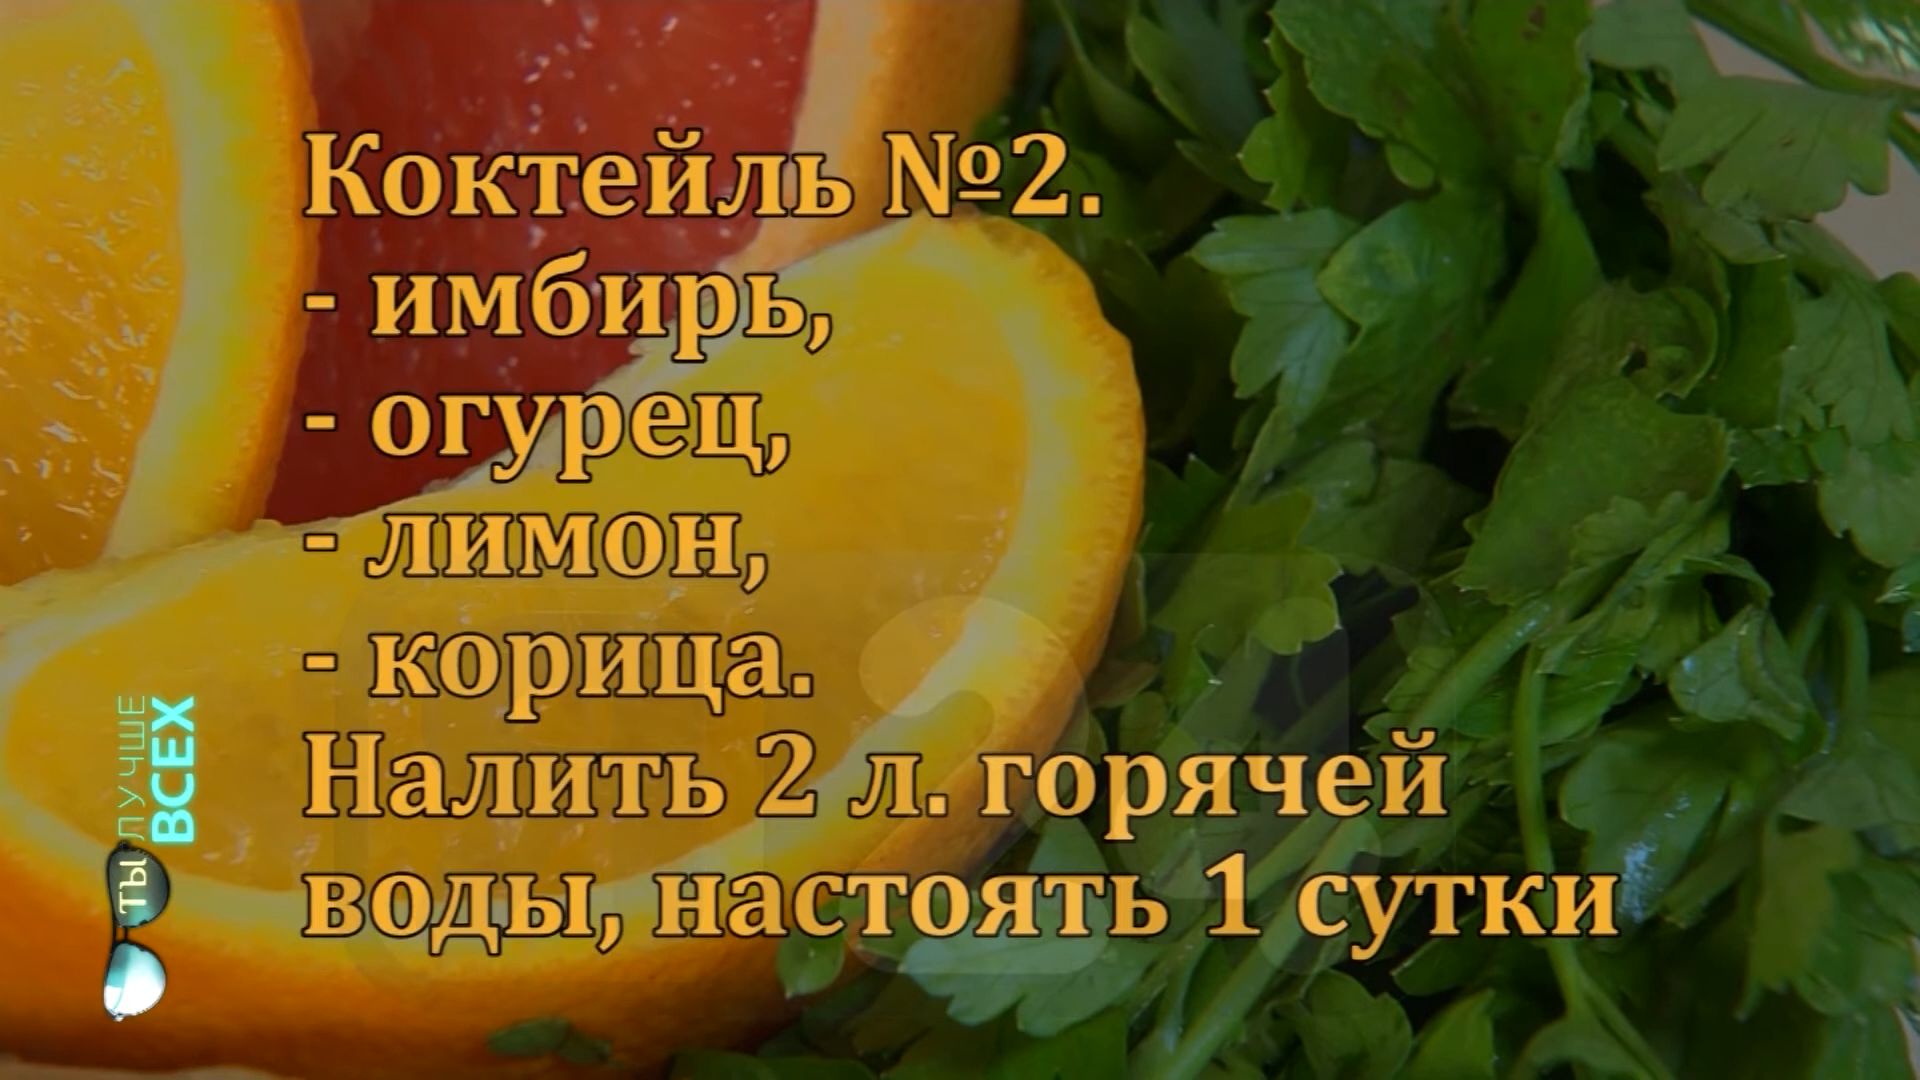 Коктейль №2.
- имбирь,
- огурец,
- лимон,
- корица.
Налить 2 л. горячей
воды, настоять 1 сутки
ТЫ ЛУЧШЕ
ВСЕХ